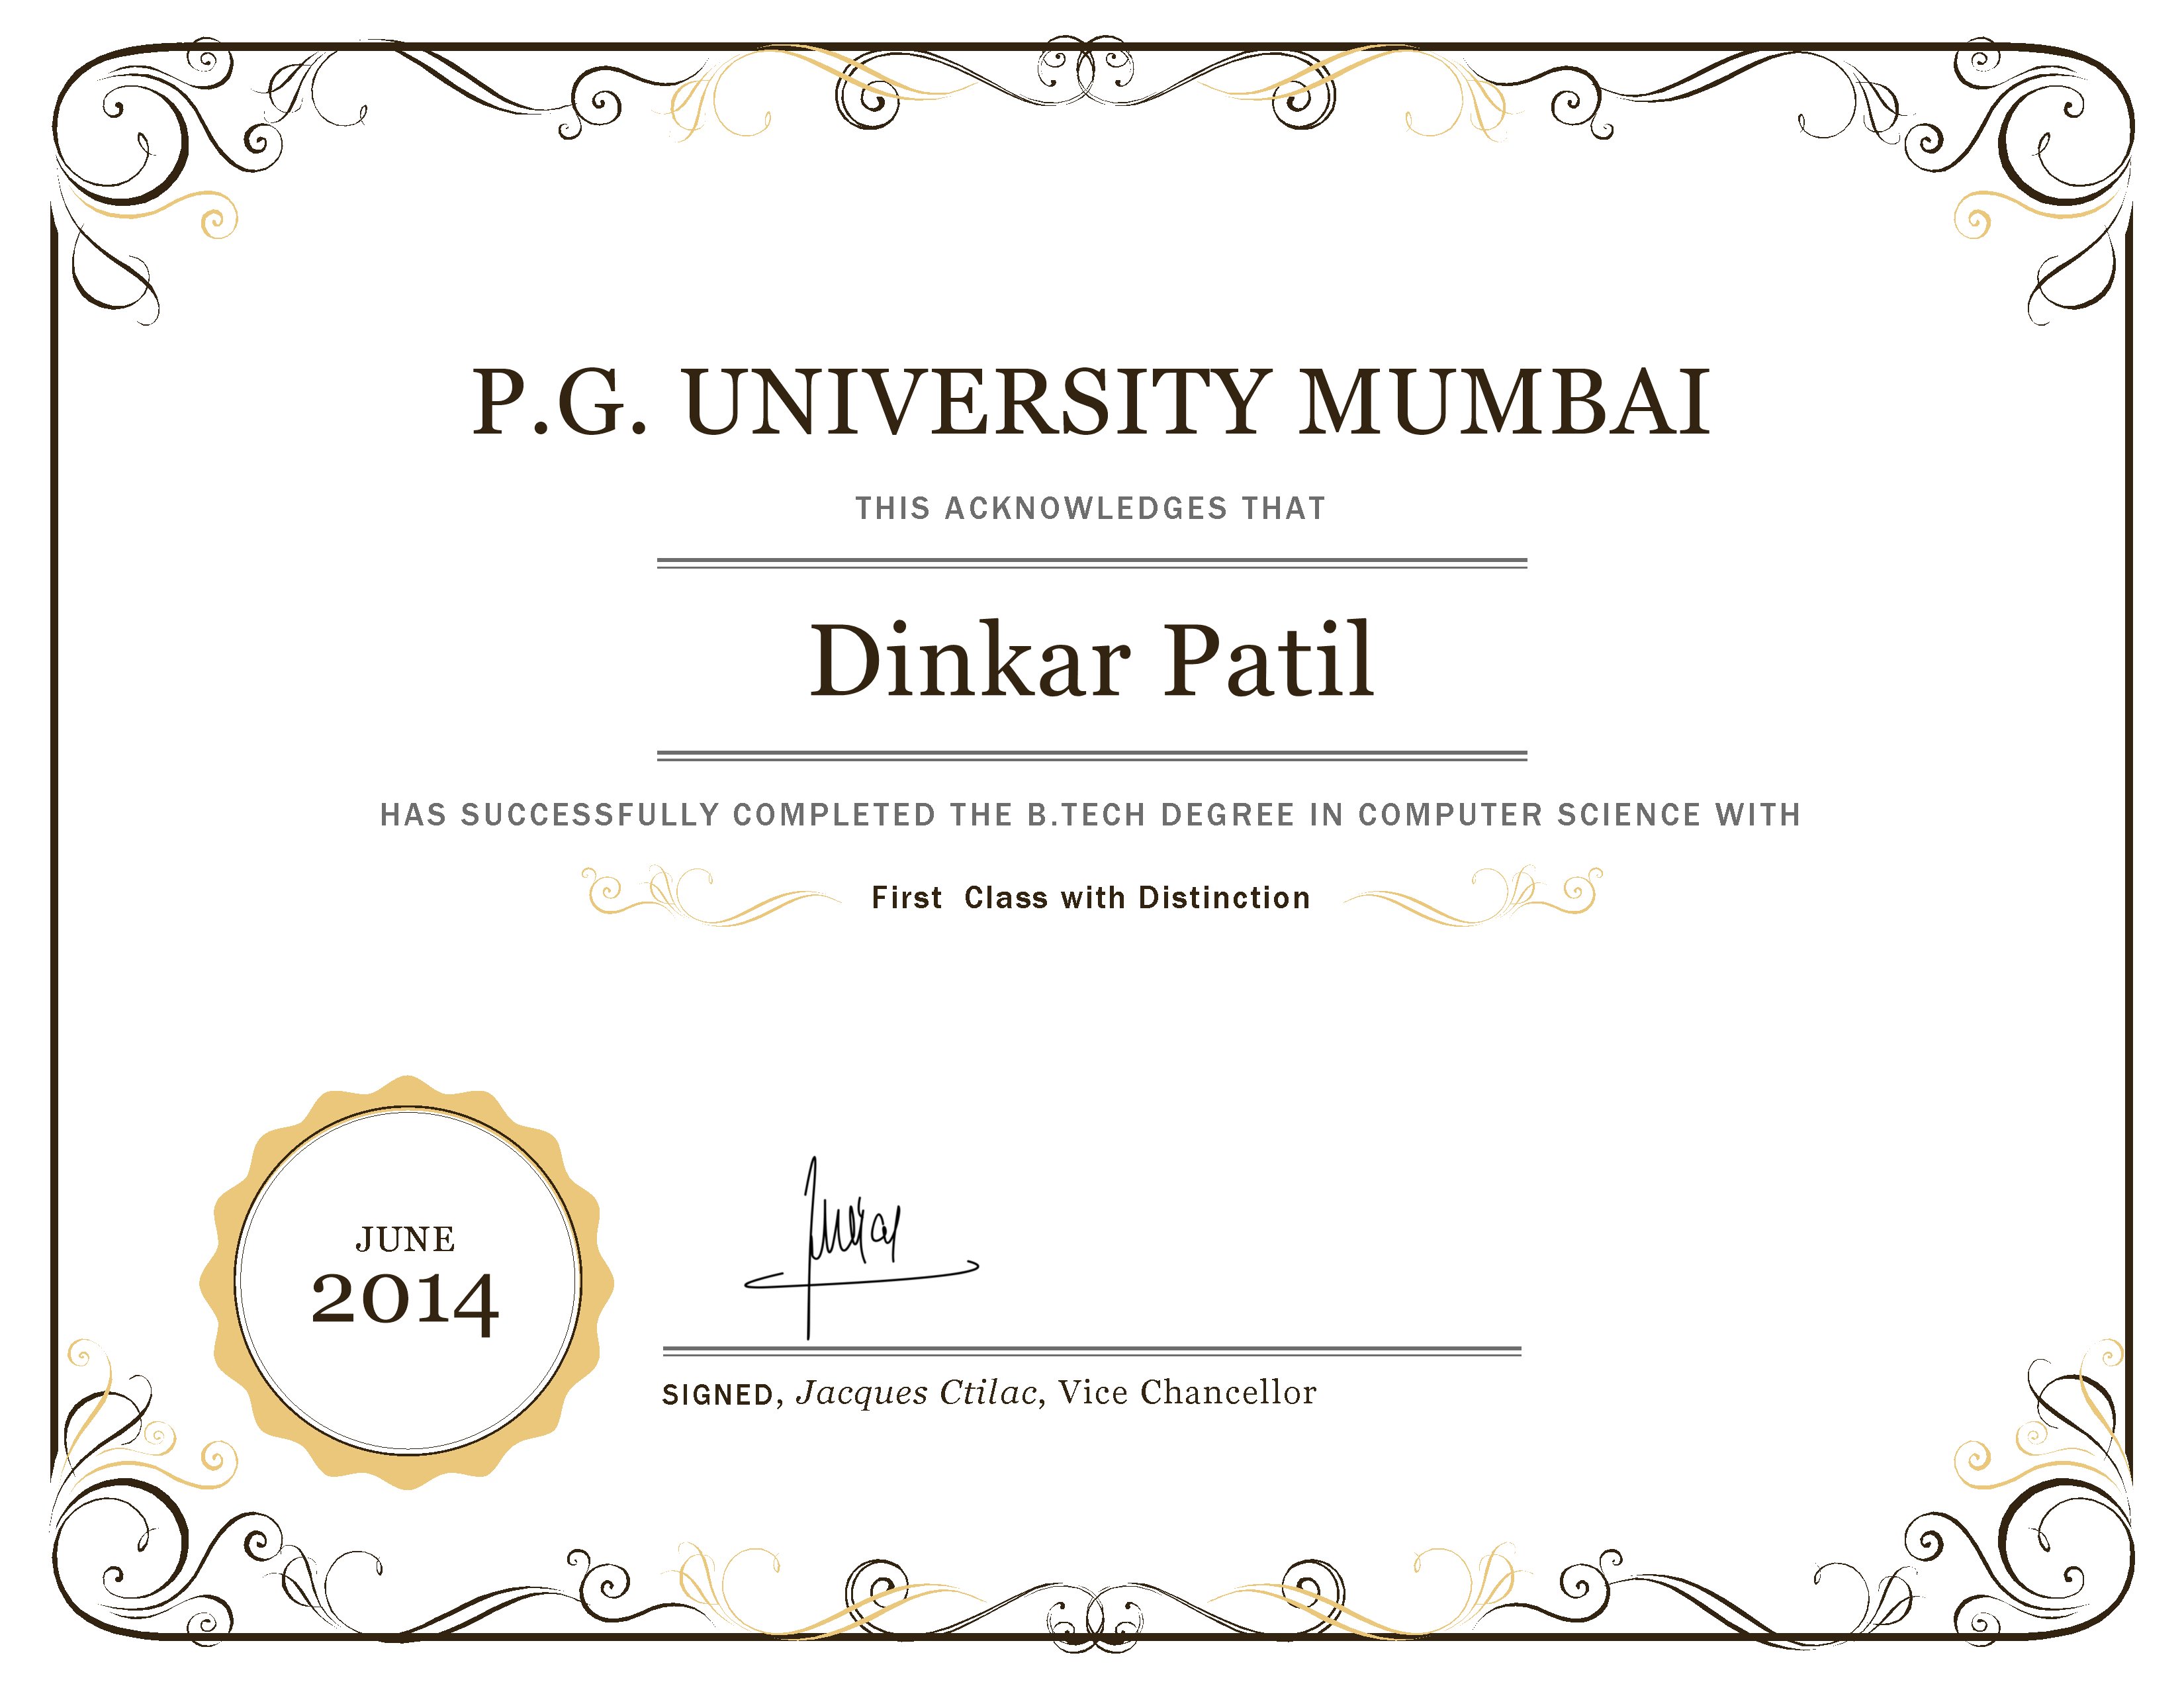 P.G. UNIVERSITY MUMBAI
THIS ACKNOWLEDGES THAT
Dinkar Patil
HAS SUCCESSFULLY COMPLETED THE B.TECH DEGREE IN COMPUTER SCIENCE WITH
First Class with Distinction
JUNE
2014
SIGNED, Jacques Ctilac, Vice Chancellor